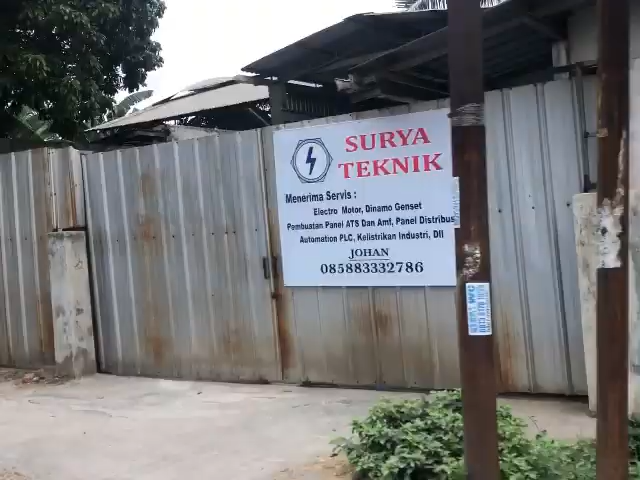 SURYA
TEKNIK
Menerima Servis :
Electro Motor, Dinamo Genset
Pembuatan Panel ATS Dan Amf, Panel Distribus
Automation PLC, Kelistrikan Industri, Dll
JOHAN
085883332786